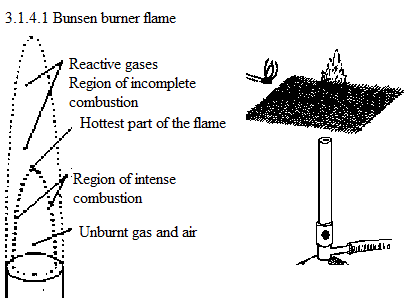 3.1.4.1 Bunsen burner flame
Reactive gases
Region of incomplete
combustion
Hottest part of the flame
Region of intense
combustion
Unburnt gas and air